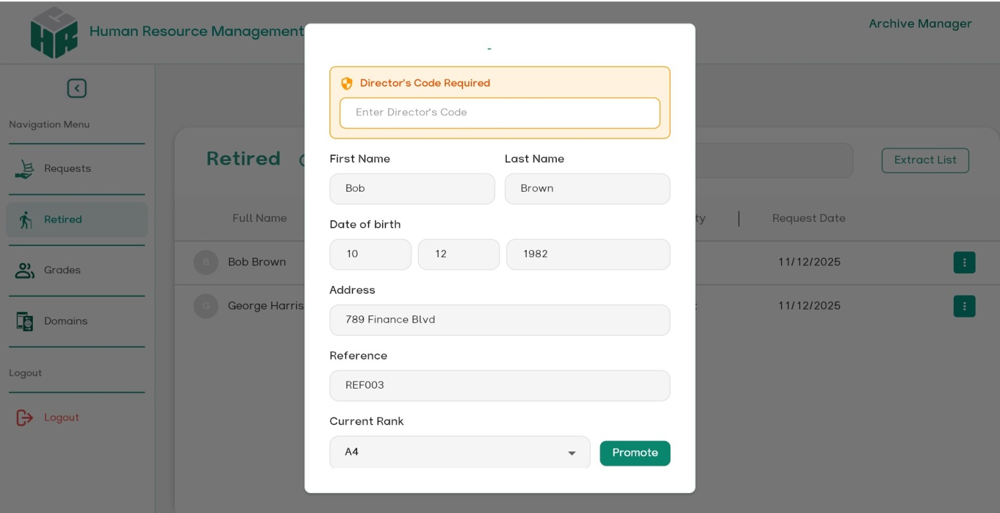 Human Resource Management
Archive Manager
-
Director's Code Required
Enter Director's Code
Navigation Menu
Requests
Retired
Grades
Domains
Logout
Logout
Retired
Extract List
Full Name
ty
Request Date
B
Bob Brown
11/12/2025
G
George Harris
11/12/2025
First Name
Last Name
Bob
Brown
Date of birth
10
12
1982
Address
789 Finance Blvd
Reference
REF003
Current Rank
A4
Promote